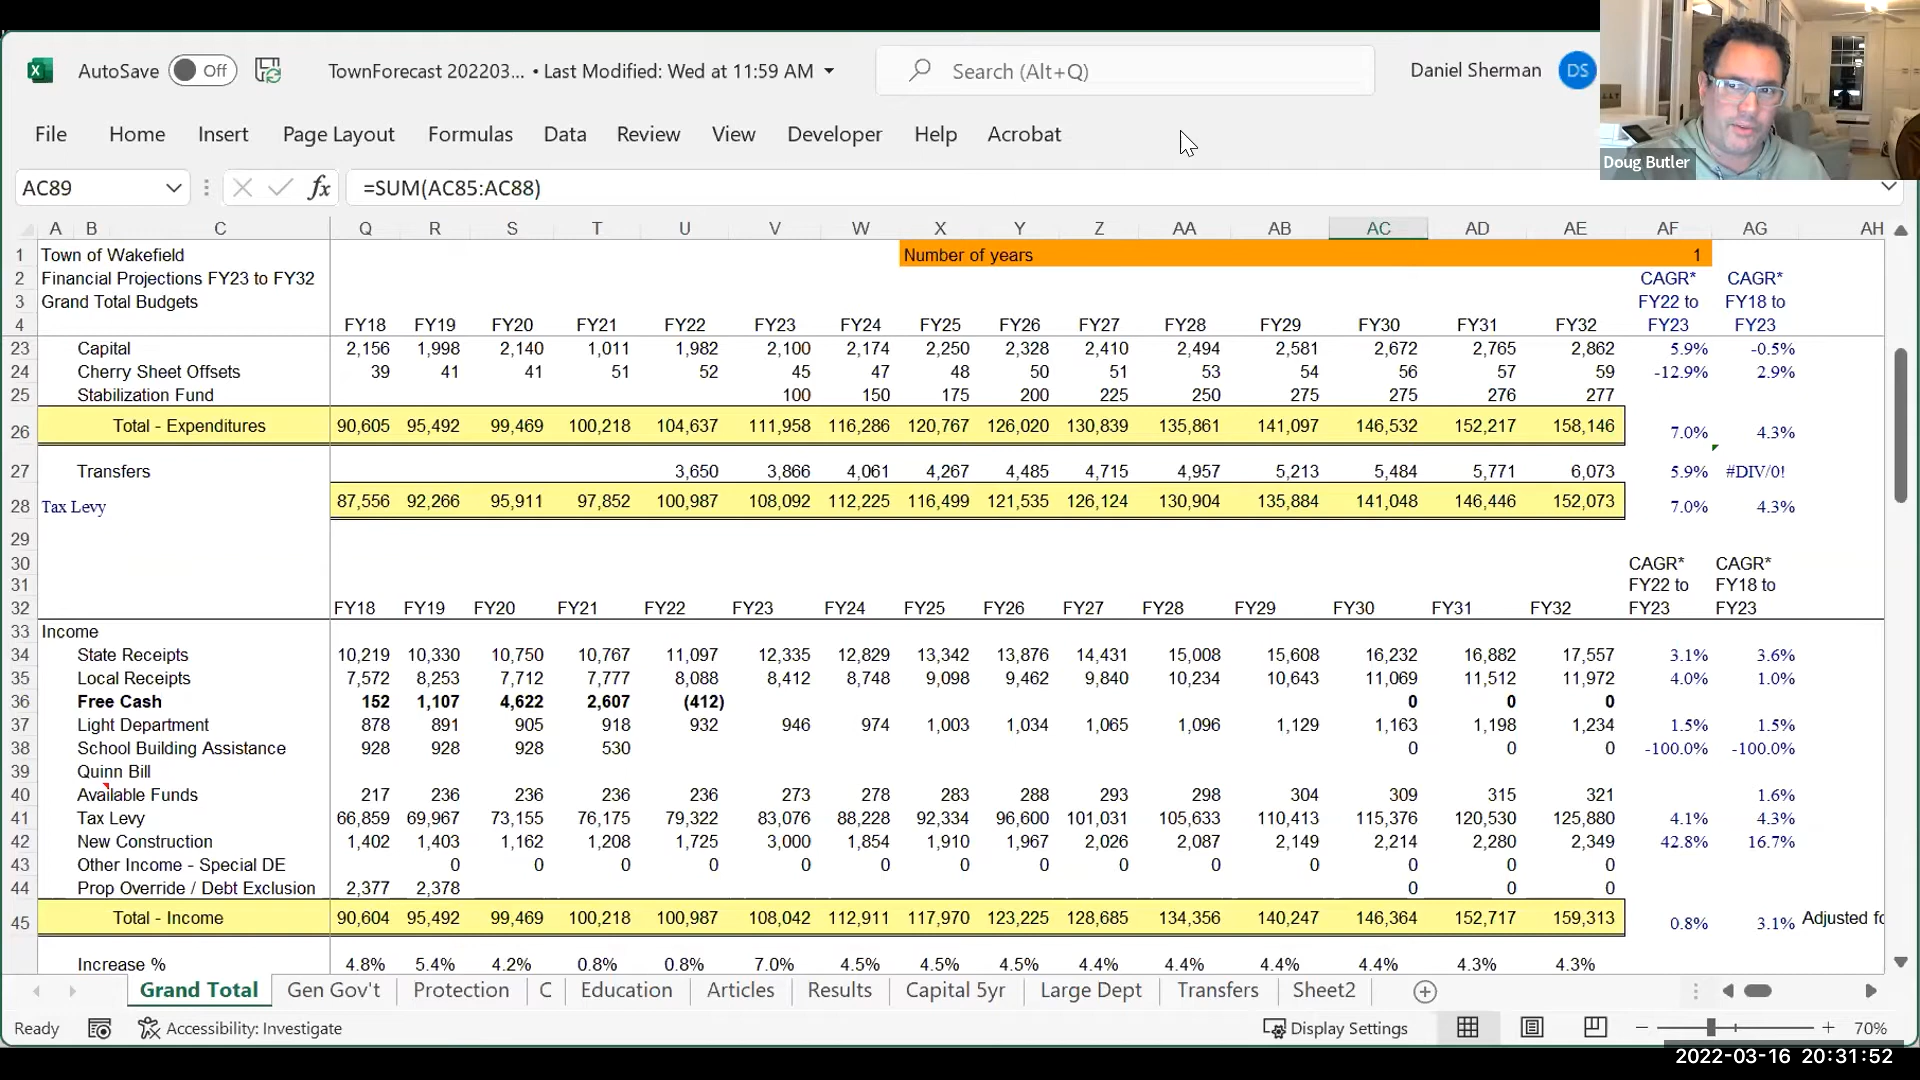 AutoSave Off TownForecast 202203... • Last Modified: Wed at 11:59 AM Search (Alt+Q) Daniel Sherman DS
File Home Insert Page Layout Formulas Data Review View Developer Help Acrobat
Doug Butler
AC89 fx =SUM(AC85:AC88)
A B C Q R S T U V W X Y Z AA AB AC AD AE AF AG AH
1 Town of Wakefield Number of years 1
2 Financial Projections FY23 to FY32 CAGR* CAGR*
3 Grand Total Budgets FY22 to FY18 to
4 FY18 FY19 FY20 FY21 FY22 FY23 FY24 FY25 FY26 FY27 FY28 FY29 FY30 FY31 FY32 FY23 FY23
23 Capital 2,156 1,998 2,140 1,011 1,982 2,100 2,174 2,250 2,328 2,410 2,494 2,581 2,672 2,765 2,862 5.9% -0.5%
24 Cherry Sheet Offsets 39 41 41 51 52 45 47 48 50 51 53 54 56 57 59 -12.9% 2.9%
25 Stabilization Fund 100 150 175 200 225 250 275 275 276 277
26 Total - Expenditures 90,605 95,492 99,469 100,218 104,637 111,958 116,286 120,767 126,020 130,839 135,861 141,097 146,532 152,217 158,146 7.0% 4.3%
27 Transfers 3,650 3,866 4,061 4,267 4,485 4,715 4,957 5,213 5,484 5,771 6,073 5.9% #DIV/0!
28 Tax Levy 87,556 92,266 95,911 97,852 100,987 108,092 112,225 116,499 121,535 126,124 130,904 135,884 141,048 146,446 152,073 7.0% 4.3%
29
30 CAGR* CAGR*
31 FY22 to FY18 to
32 FY18 FY19 FY20 FY21 FY22 FY23 FY24 FY25 FY26 FY27 FY28 FY29 FY30 FY31 FY32 FY23 FY23
33 Income
34 State Receipts 10,219 10,330 10,750 10,767 11,097 12,335 12,829 13,342 13,876 14,431 15,008 15,608 16,232 16,882 17,557 3.1% 3.6%
35 Local Receipts 7,572 8,253 7,712 7,777 8,088 8,412 8,748 9,098 9,462 9,840 10,234 10,643 11,069 11,512 11,972 4.0% 1.0%
36 Free Cash 152 1,107 4,622 2,607 (412) 0 0 0
37 Light Department 878 891 905 918 932 946 974 1,003 1,034 1,065 1,096 1,129 1,163 1,198 1,234 1.5% 1.5%
38 School Building Assistance 928 928 928 530 0 0 0 -100.0% -100.0%
39 Quinn Bill
40 Available Funds 217 236 236 236 236 273 278 283 288 293 298 304 309 315 321 1.6%
41 Tax Levy 66,859 69,967 73,155 76,175 79,322 83,076 88,228 92,334 96,600 101,031 105,633 110,413 115,376 120,530 125,880 4.1% 4.3%
42 New Construction 1,402 1,403 1,162 1,208 1,725 3,000 1,854 1,910 1,967 2,026 2,087 2,149 2,214 2,280 2,349 42.8% 16.7%
43 Other Income - Special DE 0 0 0 0 0 0 0 0 0 0 0 0 0 0
44 Prop Override / Debt Exclusion 2,377 2,378 0 0 0
45 Total - Income 90,604 95,492 99,469 100,218 100,987 108,042 112,911 117,970 123,225 128,685 134,356 140,247 146,364 152,717 159,313 0.8% 3.1% Adjusted fo
Increase % 4.8% 5.4% 4.2% 0.8% 0.8% 7.0% 4.5% 4.5% 4.5% 4.4% 4.4% 4.4% 4.4% 4.3% 4.3%
Grand Total Gen Gov't Protection C Education Articles Results Capital 5yr Large Dept Transfers Sheet2
Ready Accessibility: Investigate Display Settings 70%
2022-03-16 20:31:52